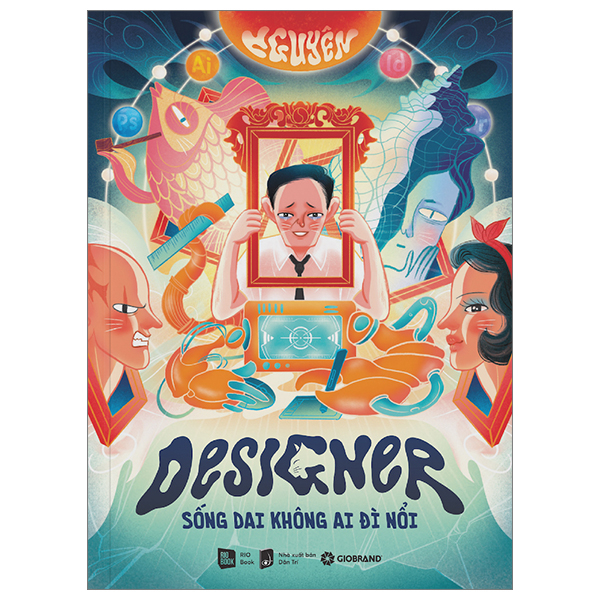 NGUYÊN
Ai
Id
Ps
Pr
DESIGNER
SỐNG DAI KHÔNG AI ĐÌ NỔI
RIO BOOK
RIO Book
Nhà xuất bản Dân Trí
GIOBRAND